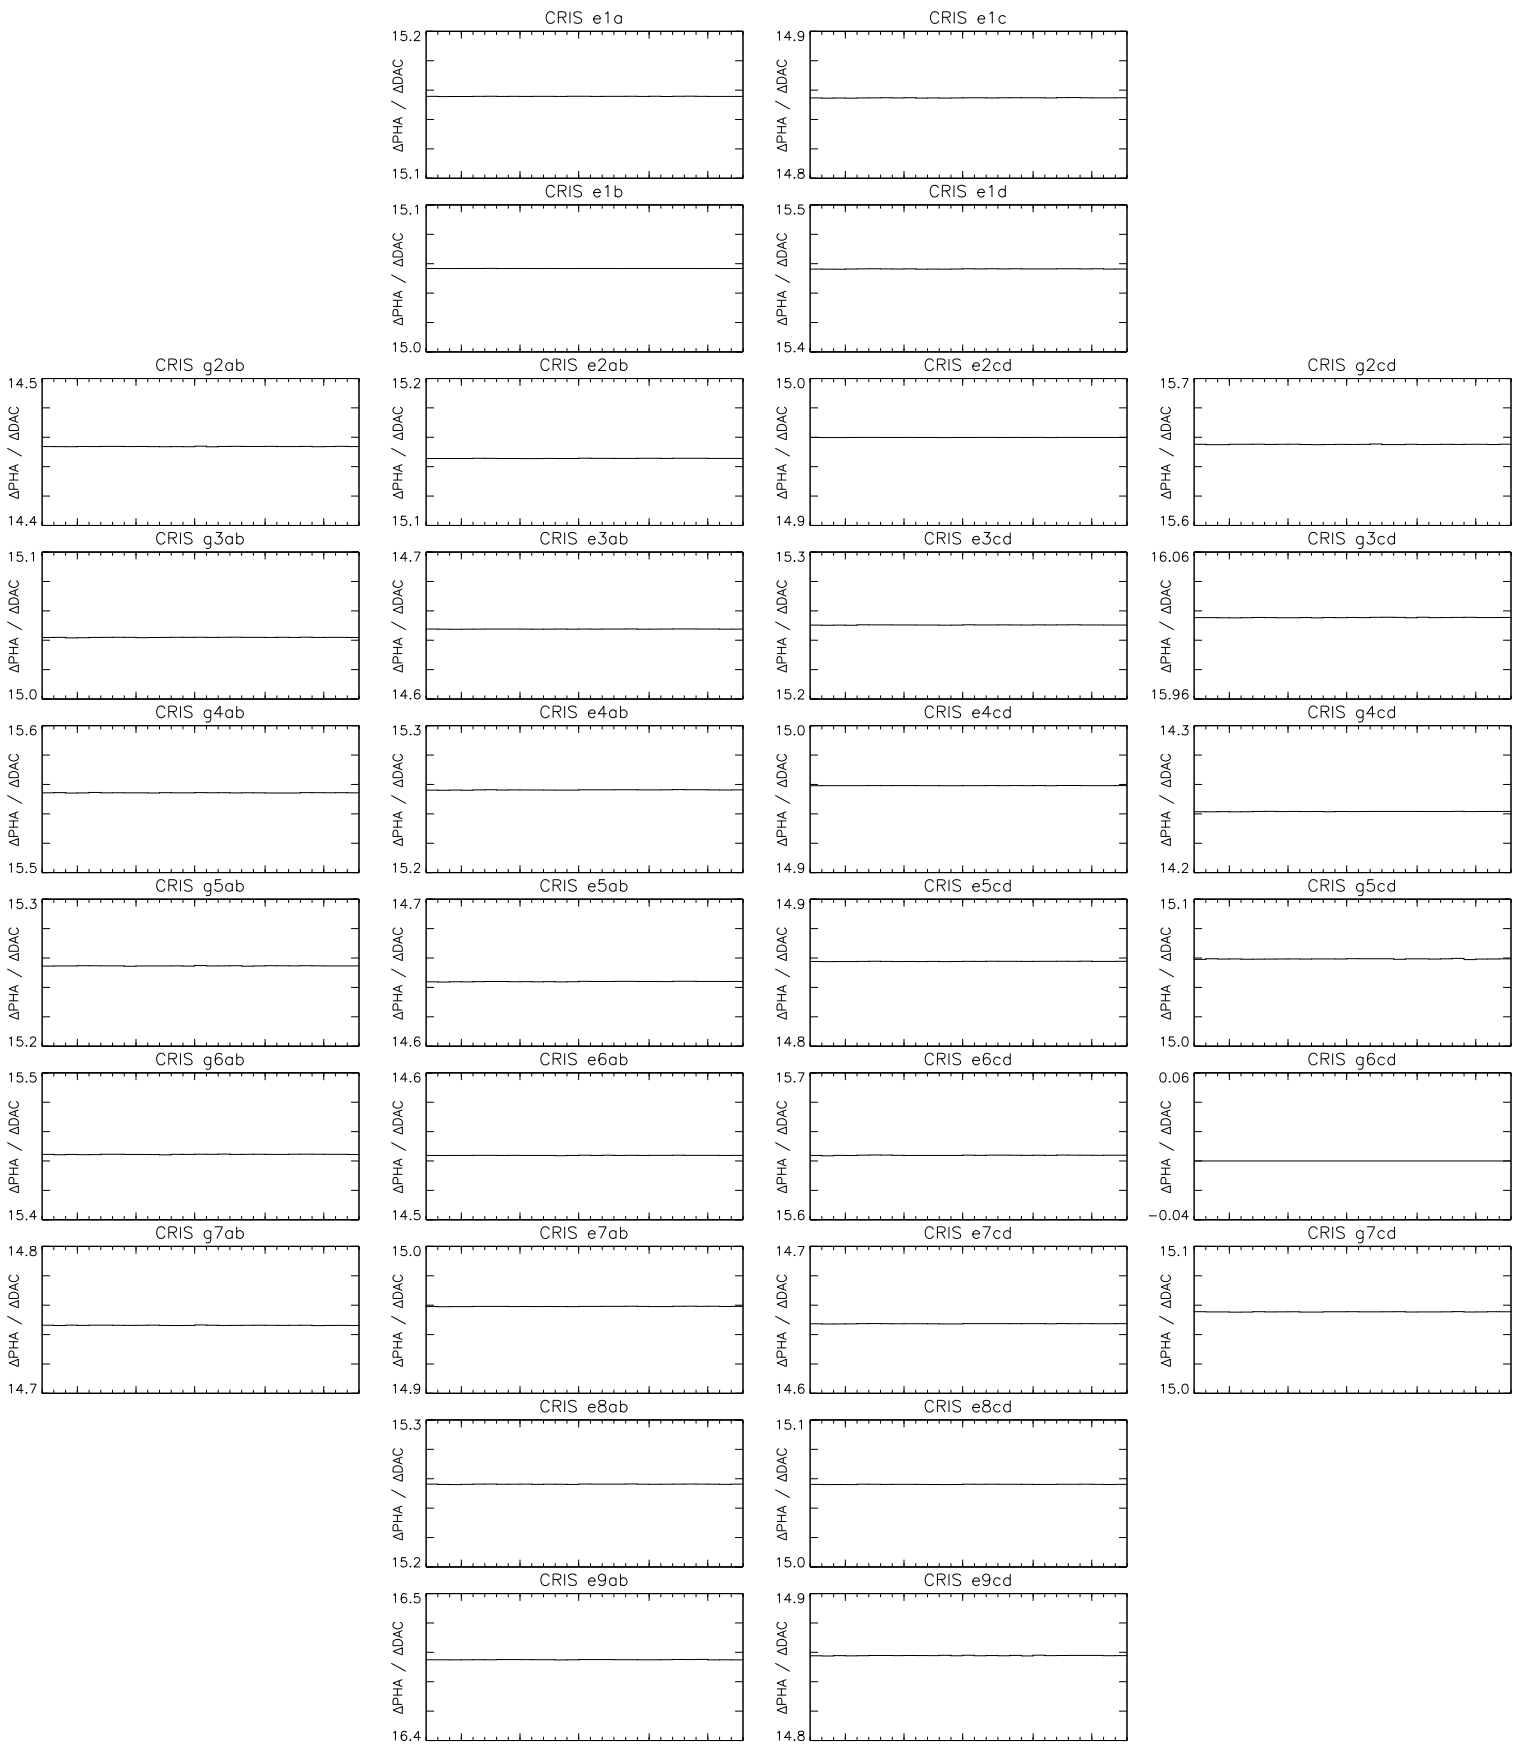 CRIS e1a
15.2
ΔPHA / ΔDAC
15.1
CRIS e1c
14.9
ΔPHA / ΔDAC
14.8
CRIS e1b
15.1
ΔPHA / ΔDAC
15.0
CRIS e1d
15.5
ΔPHA / ΔDAC
15.4
CRIS g2ab
14.5
ΔPHA / ΔDAC
14.4
CRIS e2ab
15.2
ΔPHA / ΔDAC
15.1
CRIS e2cd
15.0
ΔPHA / ΔDAC
14.9
CRIS g2cd
15.7
ΔPHA / ΔDAC
15.6
CRIS g3ab
15.1
ΔPHA / ΔDAC
15.0
CRIS e3ab
14.7
ΔPHA / ΔDAC
14.6
CRIS e3cd
15.3
ΔPHA / ΔDAC
15.2
CRIS g3cd
16.06
ΔPHA / ΔDAC
15.96
CRIS g4ab
15.6
ΔPHA / ΔDAC
15.5
CRIS e4ab
15.3
ΔPHA / ΔDAC
15.2
CRIS e4cd
15.0
ΔPHA / ΔDAC
14.9
CRIS g4cd
14.3
ΔPHA / ΔDAC
14.2
CRIS g5ab
15.3
ΔPHA / ΔDAC
15.2
CRIS e5ab
14.7
ΔPHA / ΔDAC
14.6
CRIS e5cd
14.9
ΔPHA / ΔDAC
14.8
CRIS g5cd
15.1
ΔPHA / ΔDAC
15.0
CRIS g6ab
15.5
ΔPHA / ΔDAC
15.4
CRIS e6ab
14.6
ΔPHA / ΔDAC
14.5
CRIS e6cd
15.7
ΔPHA / ΔDAC
15.6
CRIS g6cd
0.06
ΔPHA / ΔDAC
−0.04
CRIS g7ab
14.8
ΔPHA / ΔDAC
14.7
CRIS e7ab
15.0
ΔPHA / ΔDAC
14.9
CRIS e7cd
14.7
ΔPHA / ΔDAC
14.6
CRIS g7cd
15.1
ΔPHA / ΔDAC
15.0
CRIS e8ab
15.3
ΔPHA / ΔDAC
15.2
CRIS e8cd
15.1
ΔPHA / ΔDAC
15.0
CRIS e9ab
16.5
ΔPHA / ΔDAC
16.4
CRIS e9cd
14.9
ΔPHA / ΔDAC
14.8